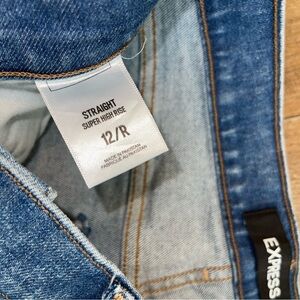 STRAIGHT
SUPER HIGH RISE
12/R
MADE IN PAKISTAN
FABRIQUÉ AU PAKISTAN
EXPRESS